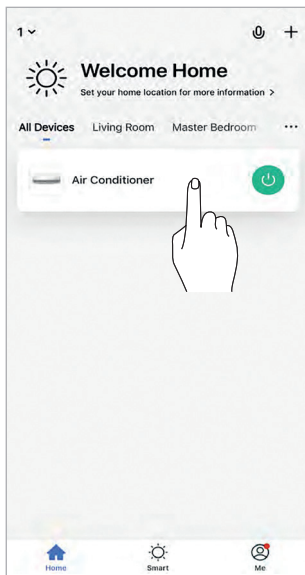 1
Welcome Home
Set your home location for more information >
All Devices Living Room Master Bedroom ...
Air Conditioner
Home Smart Me